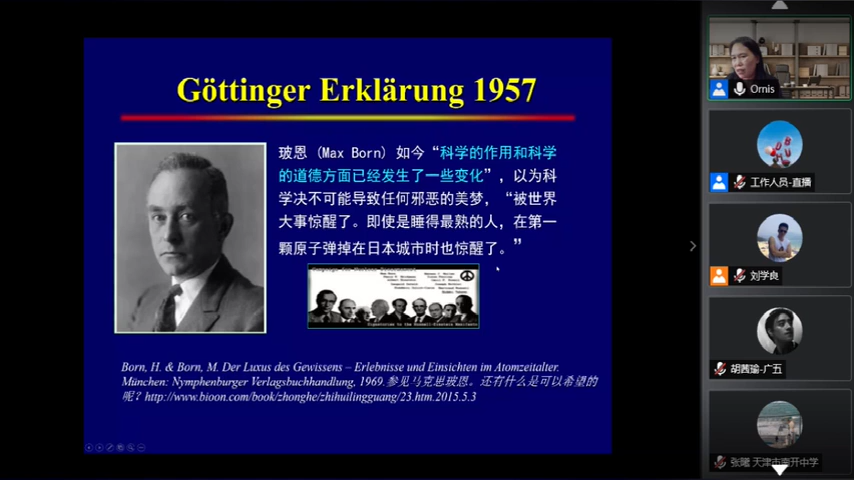 Göttinger Erklärung 1957
玻恩 (Max Born) 如今“科学的作用和科学
的道德方面已经发生了一些变化”，以为科
学决不可能导致任何邪恶的美梦，“被世界
大事惊醒了。即使是睡得最熟的人，在第一
颗原子弹掉在日本城市时也惊醒了。”
Signatories to the Russell-Einstein Manifesto
Born, H. & Born, M. Der Luxus des Gewissens – Erlebnisse und Einsichten im Atomzeitalter.
München: Nymphenburger Verlagsbuchhandlung, 1969.参见马克思玻恩。还有什么是可以希望的
呢？http://www.bioon.com/book/zhonghe/zhihuilingguang/23.htm.2015.5.3
Ornis
工作人员-直播
刘学良
胡茜瑜-广五
张曦 天津市南开中学